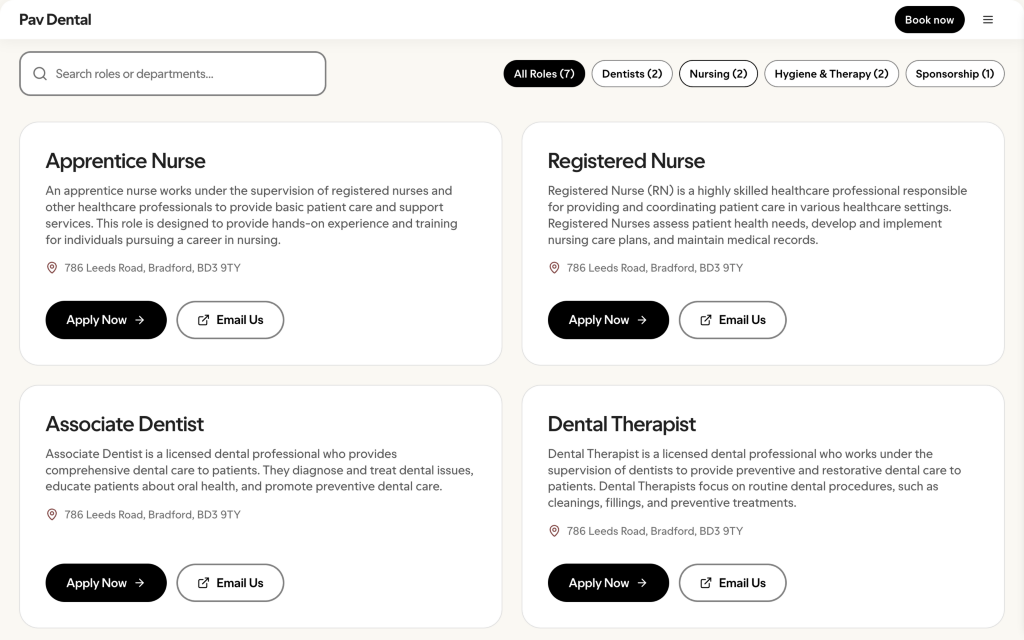 Pav Dental
Book now
Search roles or departments...
All Roles (7)
Dentists (2)
Nursing (2)
Hygiene & Therapy (2)
Sponsorship (1)
Apprentice Nurse
An apprentice nurse works under the supervision of registered nurses and
other healthcare professionals to provide basic patient care and support
services. This role is designed to provide hands-on experience and training
for individuals pursuing a career in nursing.
786 Leeds Road, Bradford, BD3 9TY
Apply Now
Email Us
Registered Nurse
Registered Nurse (RN) is a highly skilled healthcare professional responsible
for providing and coordinating patient care in various healthcare settings.
Registered Nurses assess patient health needs, develop and implement
nursing care plans, and maintain medical records.
786 Leeds Road, Bradford, BD3 9TY
Apply Now
Email Us
Associate Dentist
Associate Dentist is a licensed dental professional who provides
comprehensive dental care to patients. They diagnose and treat dental issues,
educate patients about oral health, and promote preventive dental care.
786 Leeds Road, Bradford, BD3 9TY
Apply Now
Email Us
Dental Therapist
Dental Therapist is a licensed dental professional who works under the
supervision of dentists to provide preventive and restorative dental care to
patients. Dental Therapists focus on routine dental procedures, such as
cleanings, fillings, and preventive treatments.
786 Leeds Road, Bradford, BD3 9TY
Apply Now
Email Us